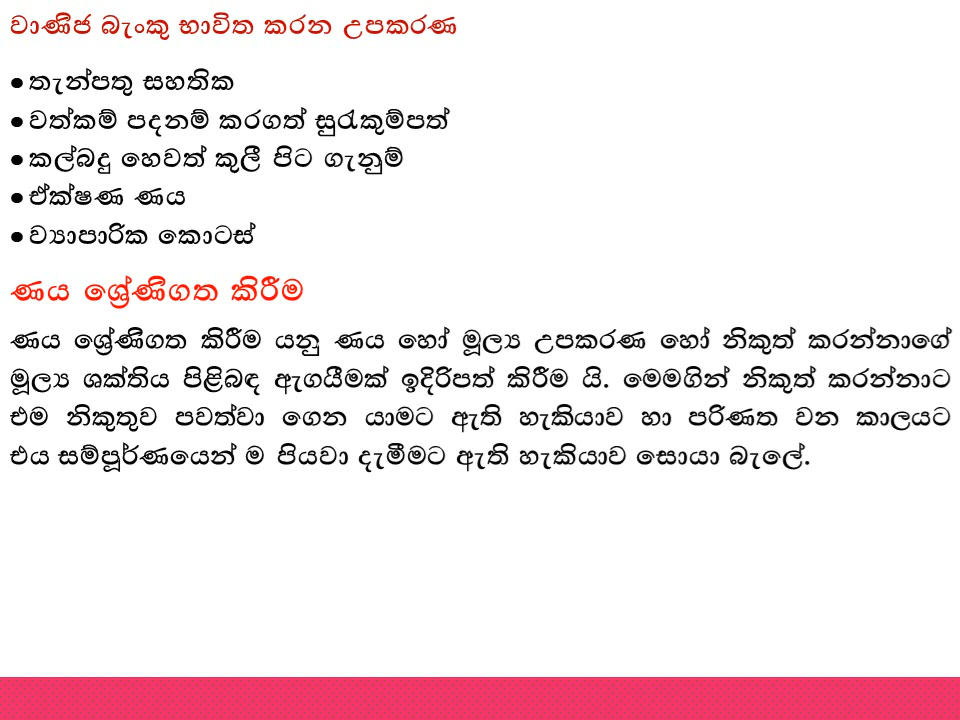 වාණිජ බැංකු භාවිත කරන උපකරණ
● තැන්පතු සහතික
● වත්කම් පදනම් කරගත් සුරැකුම්පත්
● කල්බදු හෙවත් කුලී පිට ගැනුම්
● ඒක්ෂණ ණය
● ව්‍යාපාරික කොටස්
ණය ශ්‍රේණිගත කිරීම
ණය ශ්‍රේණිගත කිරීම යනු ණය හෝ මූල්‍ය උපකරණ හෝ නිකුත් කරන්නාගේ
මූල්‍ය ශක්තිය පිළිබඳ ඇගයීමක් ඉදිරිපත් කිරීම යි. මෙමගින් නිකුත් කරන්නාට
එම නිකුතුව පවත්වා ගෙන යාමට ඇති හැකියාව හා පරිණත වන කාලයට
එය සම්පූර්ණයෙන් ම පියවා දැමීමට ඇති හැකියාව සොයා බැලේ.